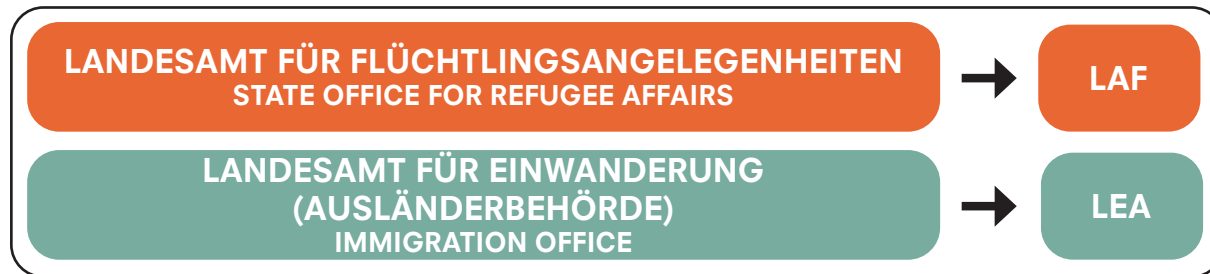 LANDESAMT FÜR FLÜCHTLINGSANGELEGENHEITEN
STATE OFFICE FOR REFUGEE AFFAIRS
LAF
LANDESAMT FÜR EINWANDERUNG
(AUSLÄNDERBEHÖRDE)
IMMIGRATION OFFICE
LEA